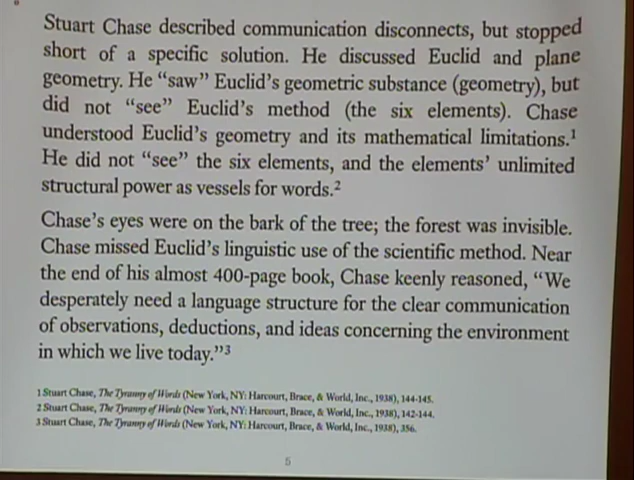 Stuart Chase described communication disconnects, but stopped
short of a specific solution. He discussed Euclid and plane
geometry. He “saw” Euclid’s geometric substance (geometry), but
did not “see” Euclid’s method (the six elements). Chase
understood Euclid’s geometry and its mathematical limitations.¹
He did not “see” the six elements, and the elements’ unlimited
structural power as vessels for words.²
Chase’s eyes were on the bark of the tree; the forest was invisible.
Chase missed Euclid’s linguistic use of the scientific method. Near
the end of his almost 400-page book, Chase keenly reasoned, “We
desperately need a language structure for the clear communication
of observations, deductions, and ideas concerning the environment
in which we live today.”³
1 Stuart Chase, The Tyranny of Words (New York, NY: Harcourt, Brace, & World, Inc., 1938), 144-145.
2 Stuart Chase, The Tyranny of Words (New York, NY: Harcourt, Brace, & World, Inc., 1938), 142-144.
3 Stuart Chase, The Tyranny of Words (New York, NY: Harcourt, Brace, & World, Inc., 1938), 356.
5